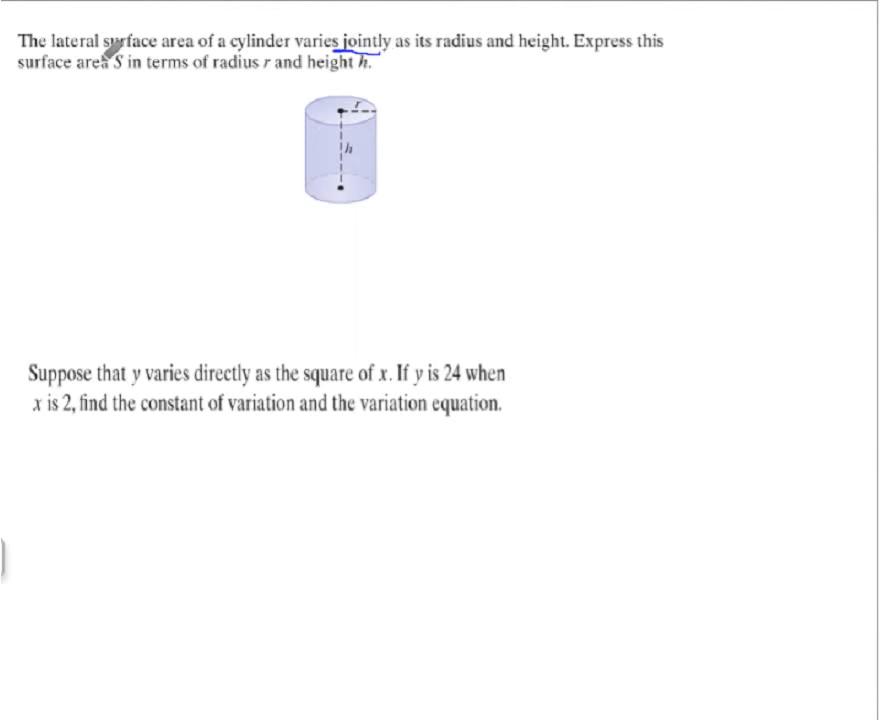 The lateral surface area of a cylinder varies jointly as its radius and height. Express this
surface area S in terms of radius r and height h.
r
h
Suppose that y varies directly as the square of x. If y is 24 when
x is 2, find the constant of variation and the variation equation.